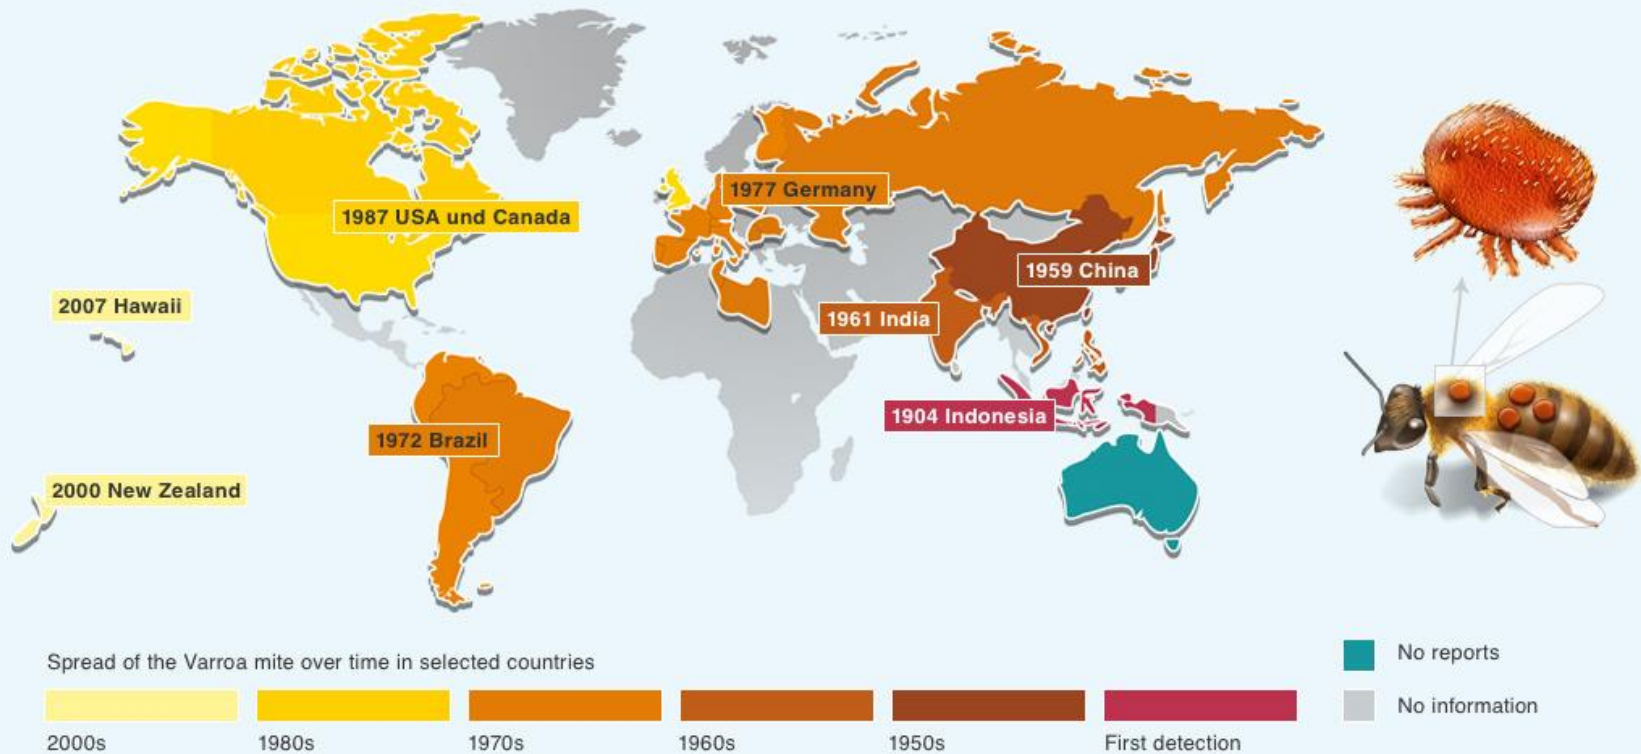 1977 Germany
1987 USA und Canada
1959 China
2007 Hawaii
1961 India
1904 Indonesia
1972 Brazil
2000 New Zealand
Spread of the Varroa mite over time in selected countries
2000s
1980s
1970s
1960s
1950s
First detection
No reports
No information